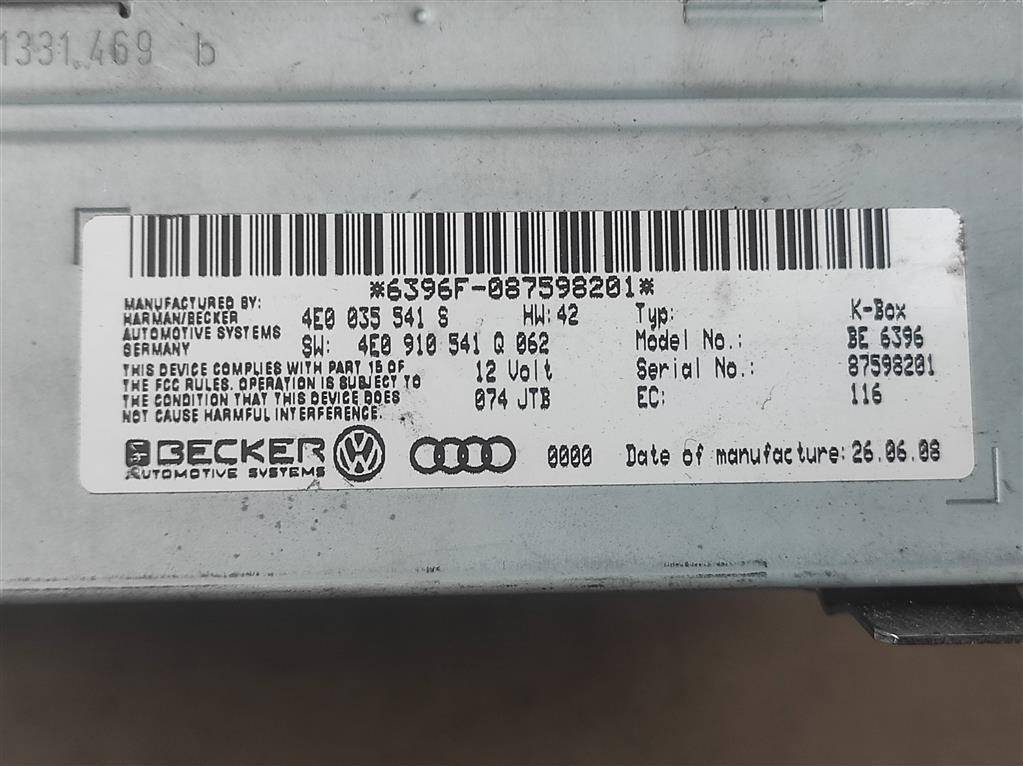 1331.469 b
*6396F-087598201*
MANUFACTURED BY:
HARMAN/BECKER
AUTOMOTIVE SYSTEMS
GERMANY
4E0 035 541 S HW:42
SW: 4E0 910 541 Q 062
THIS DEVICE COMPLIES WITH PART 15 OF
THE FCC RULES. OPERATION IS SUBJECT TO
THE CONDITION THAT THIS DEVICE DOES
NOT CAUSE HARMFUL INTERFERENCE.
12 Volt
074 JTB
Typ: K-Box
Model No.: BE 6396
Serial No.: 87598201
EC: 116
BECKER
AUTOMOTIVE SYSTEMS
0000 Date of manufacture: 26.06.08